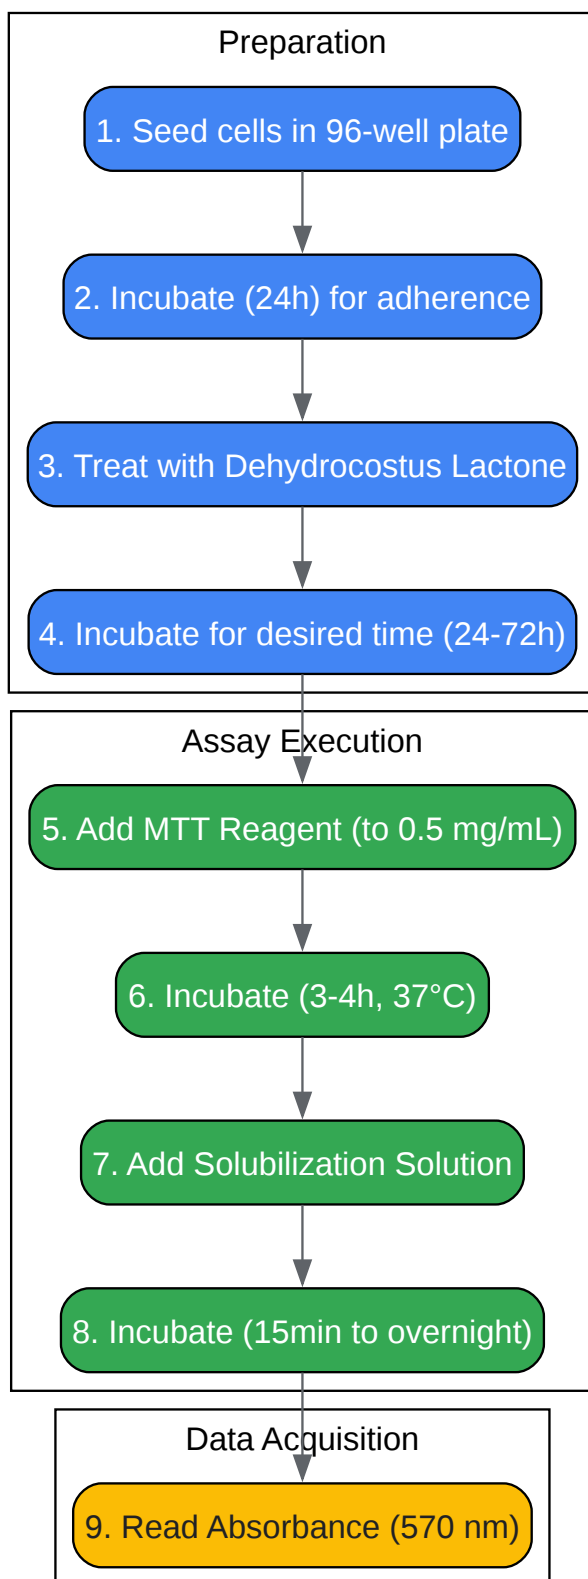 Preparation
1. Seed cells in 96-well plate
2. Incubate (24h) for adherence
3. Treat with Dehydrocostus Lactone
4. Incubate for desired time (24-72h)
Assay Execution
5. Add MTT Reagent (to 0.5 mg/mL)
6. Incubate (3-4h, 37°C)
7. Add Solubilization Solution
8. Incubate (15min to overnight)
Data Acquisition
9. Read Absorbance (570 nm)